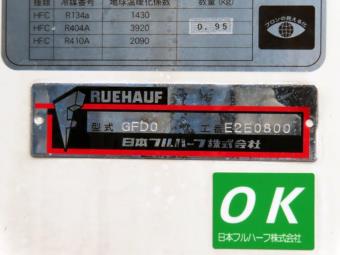 種類 冷媒番号 地球温暖化係数 数量 (kg)
HFC R134a 1430
HFC R404A 3920 0.95
HFC R410A 2090
フロンの見える化
RUEHAUF
型式 GFD0 工番 E2E0800
日本フルハーフ株式会社
OK
日本フルハーフ株式会社